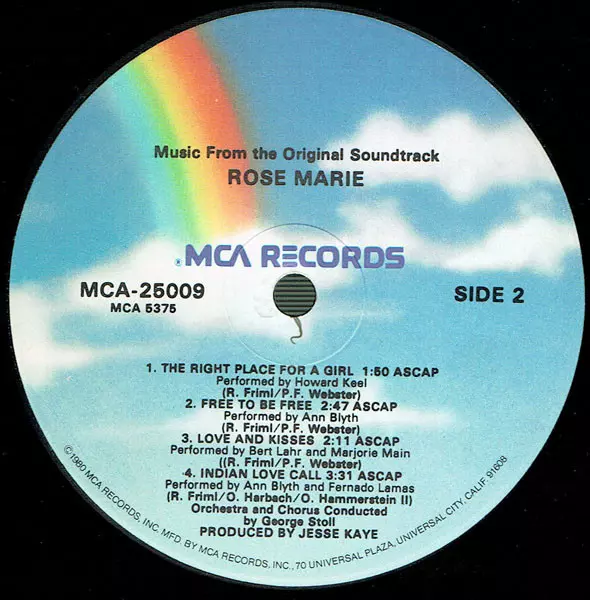 Music From the Original Soundtrack
ROSE MARIE
®MCA RECORDS
MCA-25009
MCA 5375
SIDE 2
1. THE RIGHT PLACE FOR A GIRL 1:50 ASCAP
Performed by Howard Keel
(R. Friml/P.F. Webster)
2. FREE TO BE FREE 2:47 ASCAP
Performed by Ann Blyth
(R. Friml/P.F. Webster)
3. LOVE AND KISSES 2:11 ASCAP
Performed by Bert Lahr and Marjorie Main
((R. Friml/P.F. Webster)
4. INDIAN LOVE CALL 3:31 ASCAP
Performed by Ann Blyth and Fernado Lamas
(R. Friml/O. Harbach/O. Hammerstein II)
Orchestra and Chorus Conducted
by George Stoll
PRODUCED BY JESSE KAYE
©1980 MCA RECORDS, INC. MFD. BY MCA RECORDS, INC., 70 UNIVERSAL PLAZA, UNIVERSAL CITY, CALIF. 91608